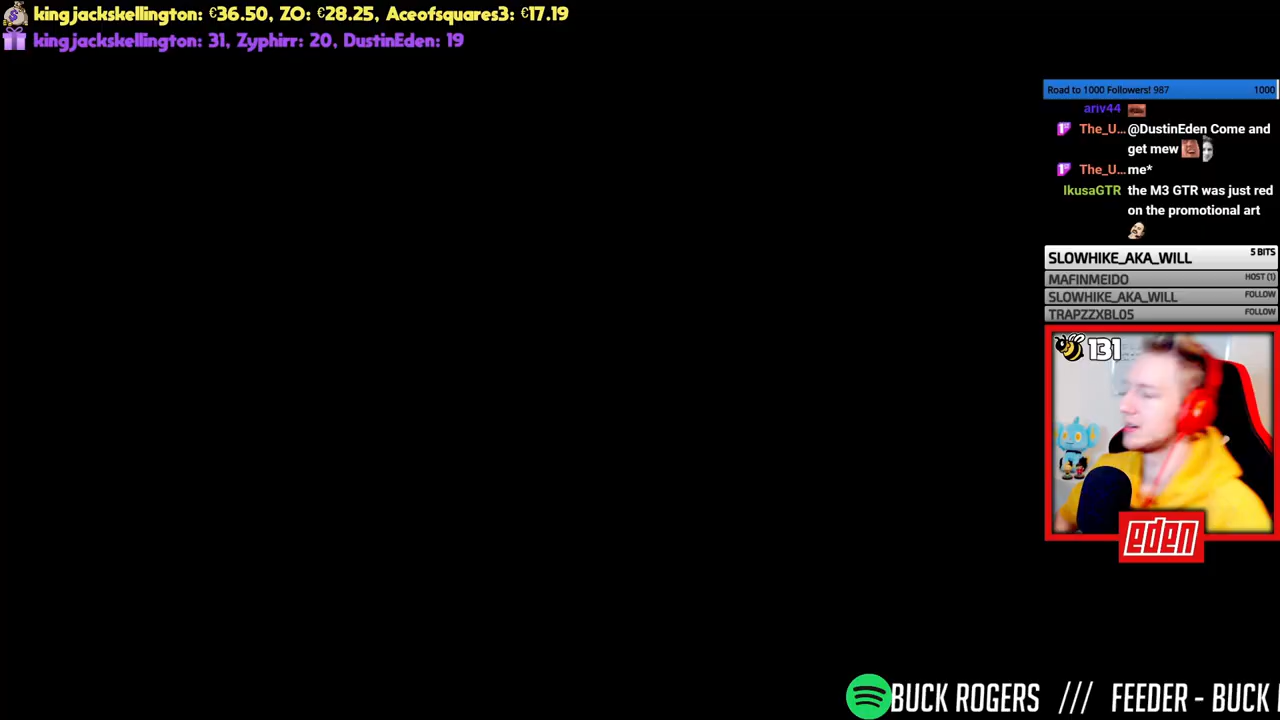 kingjackskellington: €36.50, ZO: €28.25, Aceofsquares3: €17.19
kingjackskellington: 31, Zyphirr: 20, DustinEden: 19
Road to 1000 Followers! 987 1000
ariv44
The_U... @DustinEden Come and
get mew
The_U... me*
IkusaGTR the M3 GTR was just red
on the promotional art
SLOWHIKE_AKA_WILL 5 BITS
MAFINMEIDO HOST (1)
SLOWHIKE_AKA_WILL FOLLOW
TRAPZZXBL05 FOLLOW
131
eden
BUCK ROGERS /// FEEDER - BUCK